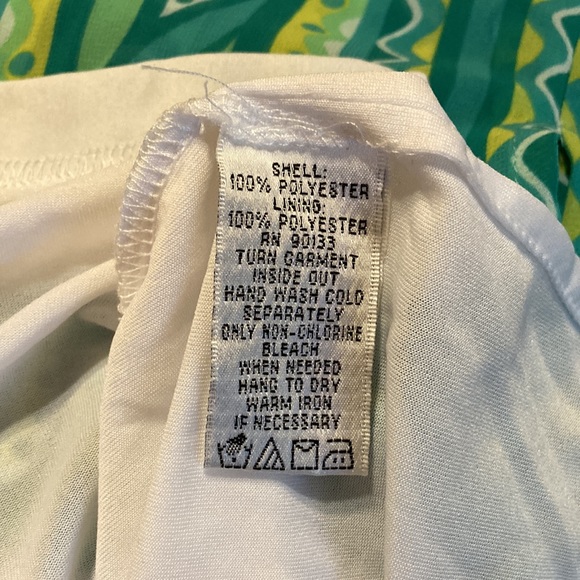 SHELL:
100% POLYESTER
LINING:
100% POLYESTER
RN 90133
TURN GARMENT
INSIDE OUT
HAND WASH COLD
SEPARATELY
ONLY NON-CHLORINE
BLEACH
WHEN NEEDED
HANG TO DRY
WARM IRON
IF NECESSARY